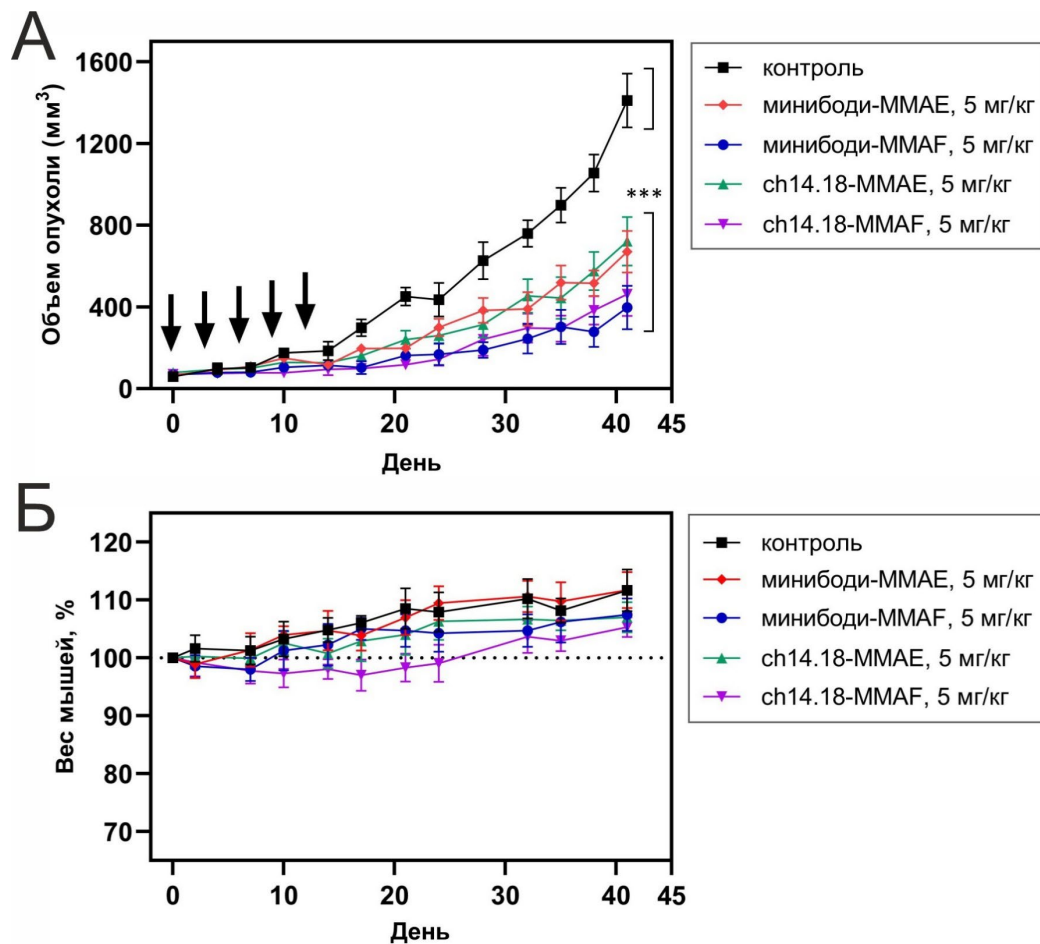 А
Объем опухоли (мм³)
1600
1200
800
400
0
***
0
10
20
30
40
45
День
контроль
минибоди-MMAE, 5 мг/кг
минибоди-MMAF, 5 мг/кг
ch14.18-MMAE, 5 мг/кг
ch14.18-MMAF, 5 мг/кг
Б
Вес мышей, %
120
110
100
90
80
70
0
10
20
30
40
45
День
контроль
минибоди-MMAE, 5 мг/кг
минибоди-MMAF, 5 мг/кг
ch14.18-MMAE, 5 мг/кг
ch14.18-MMAF, 5 мг/кг